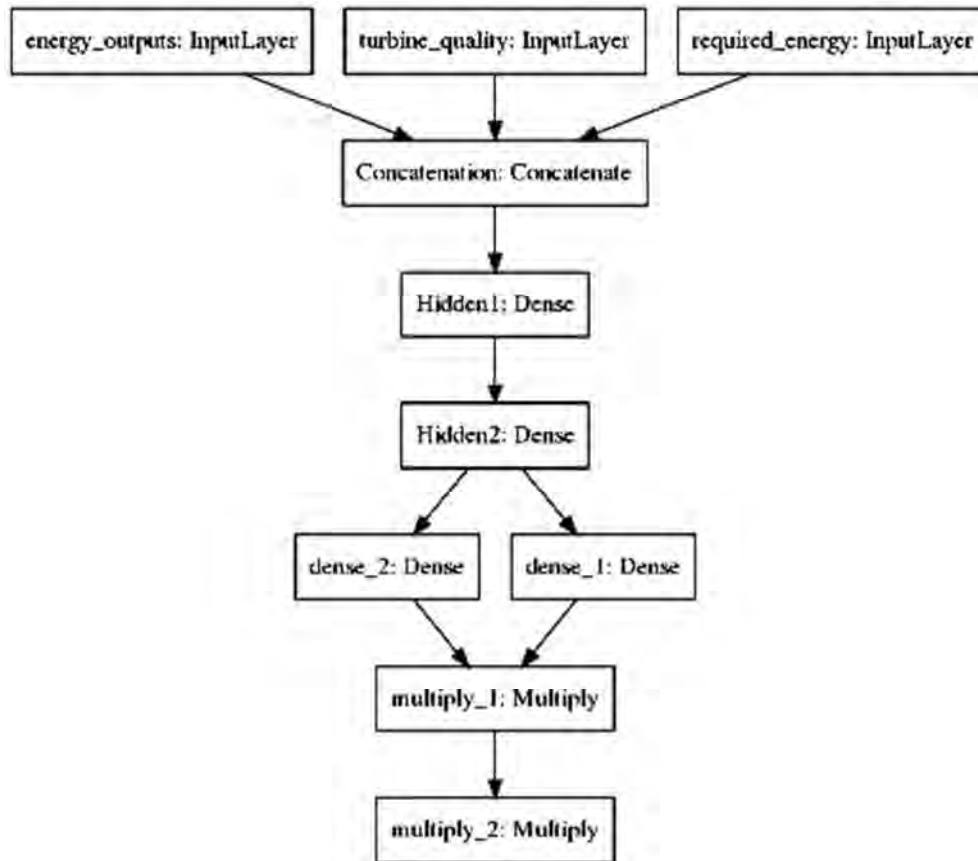 energy_outputs: InputLayer
turbine_quality: InputLayer
required_energy: InputLayer
Concatenation: Concatenate
Hidden1: Dense
Hidden2: Dense
dense_2: Dense
dense_1: Dense
multiply_1: Multiply
multiply_2: Multiply